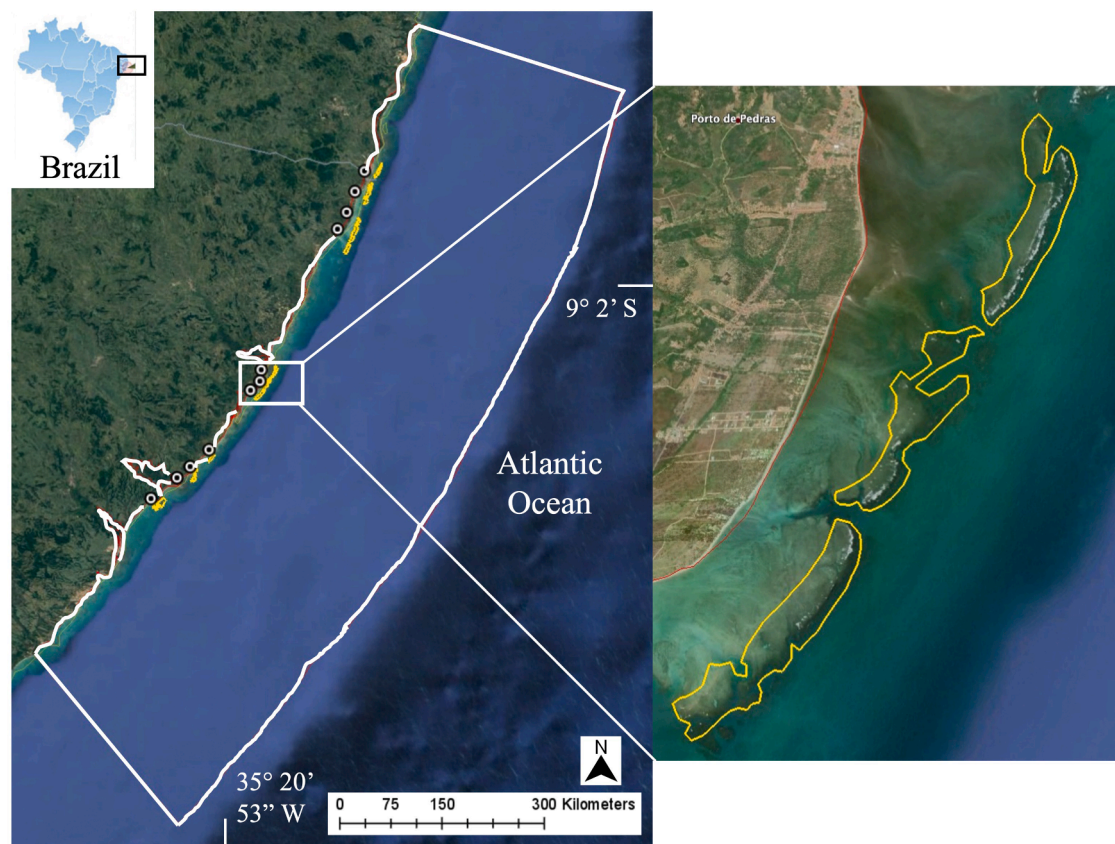 Brazil
Porto de Pedras
9° 2’ S
Atlantic
Ocean
35° 20’
53” W
N
0 75 150 300 Kilometers